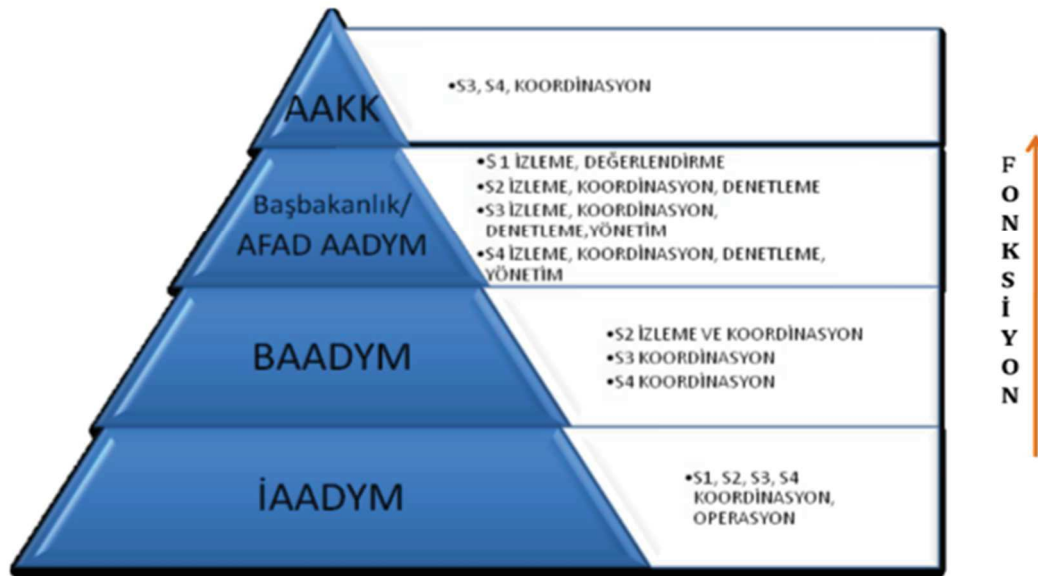 AAKK
•S3, S4, KOORDİNASYON
Başbakanlık/
AFAD AADYM
•S 1 İZLEME, DEĞERLENDİRME
•S2 İZLEME, KOORDİNASYON, DENETLEME
•S3 İZLEME, KOORDİNASYON,
DENETLEME,YÖNETİM
•S4 İZLEME, KOORDİNASYON, DENETLEME,
YÖNETİM
BAADYM
•S2 İZLEME VE KOORDİNASYON
•S3 KOORDİNASYON
•S4 KOORDİNASYON
İAADYM
•S1, S2, S3, S4
KOORDİNASYON,
OPERASYON
FONKSİYON